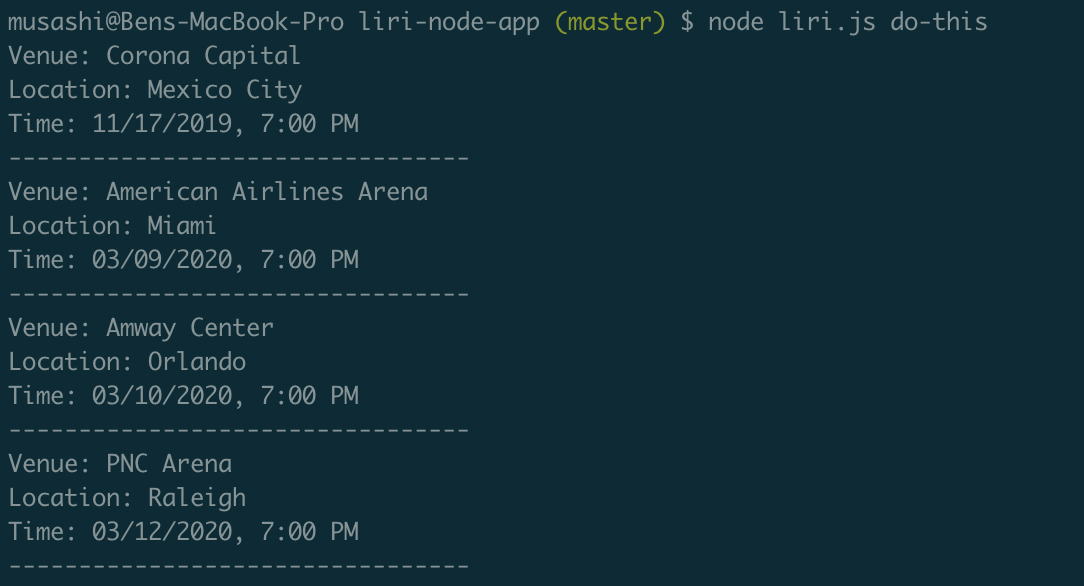 musashi@Bens-MacBook-Pro liri-node-app (master) $ node liri.js do-this
Venue: Corona Capital
Location: Mexico City
Time: 11/17/2019, 7:00 PM
---------------------------------
Venue: American Airlines Arena
Location: Miami
Time: 03/09/2020, 7:00 PM
---------------------------------
Venue: Amway Center
Location: Orlando
Time: 03/10/2020, 7:00 PM
---------------------------------
Venue: PNC Arena
Location: Raleigh
Time: 03/12/2020, 7:00 PM
---------------------------------